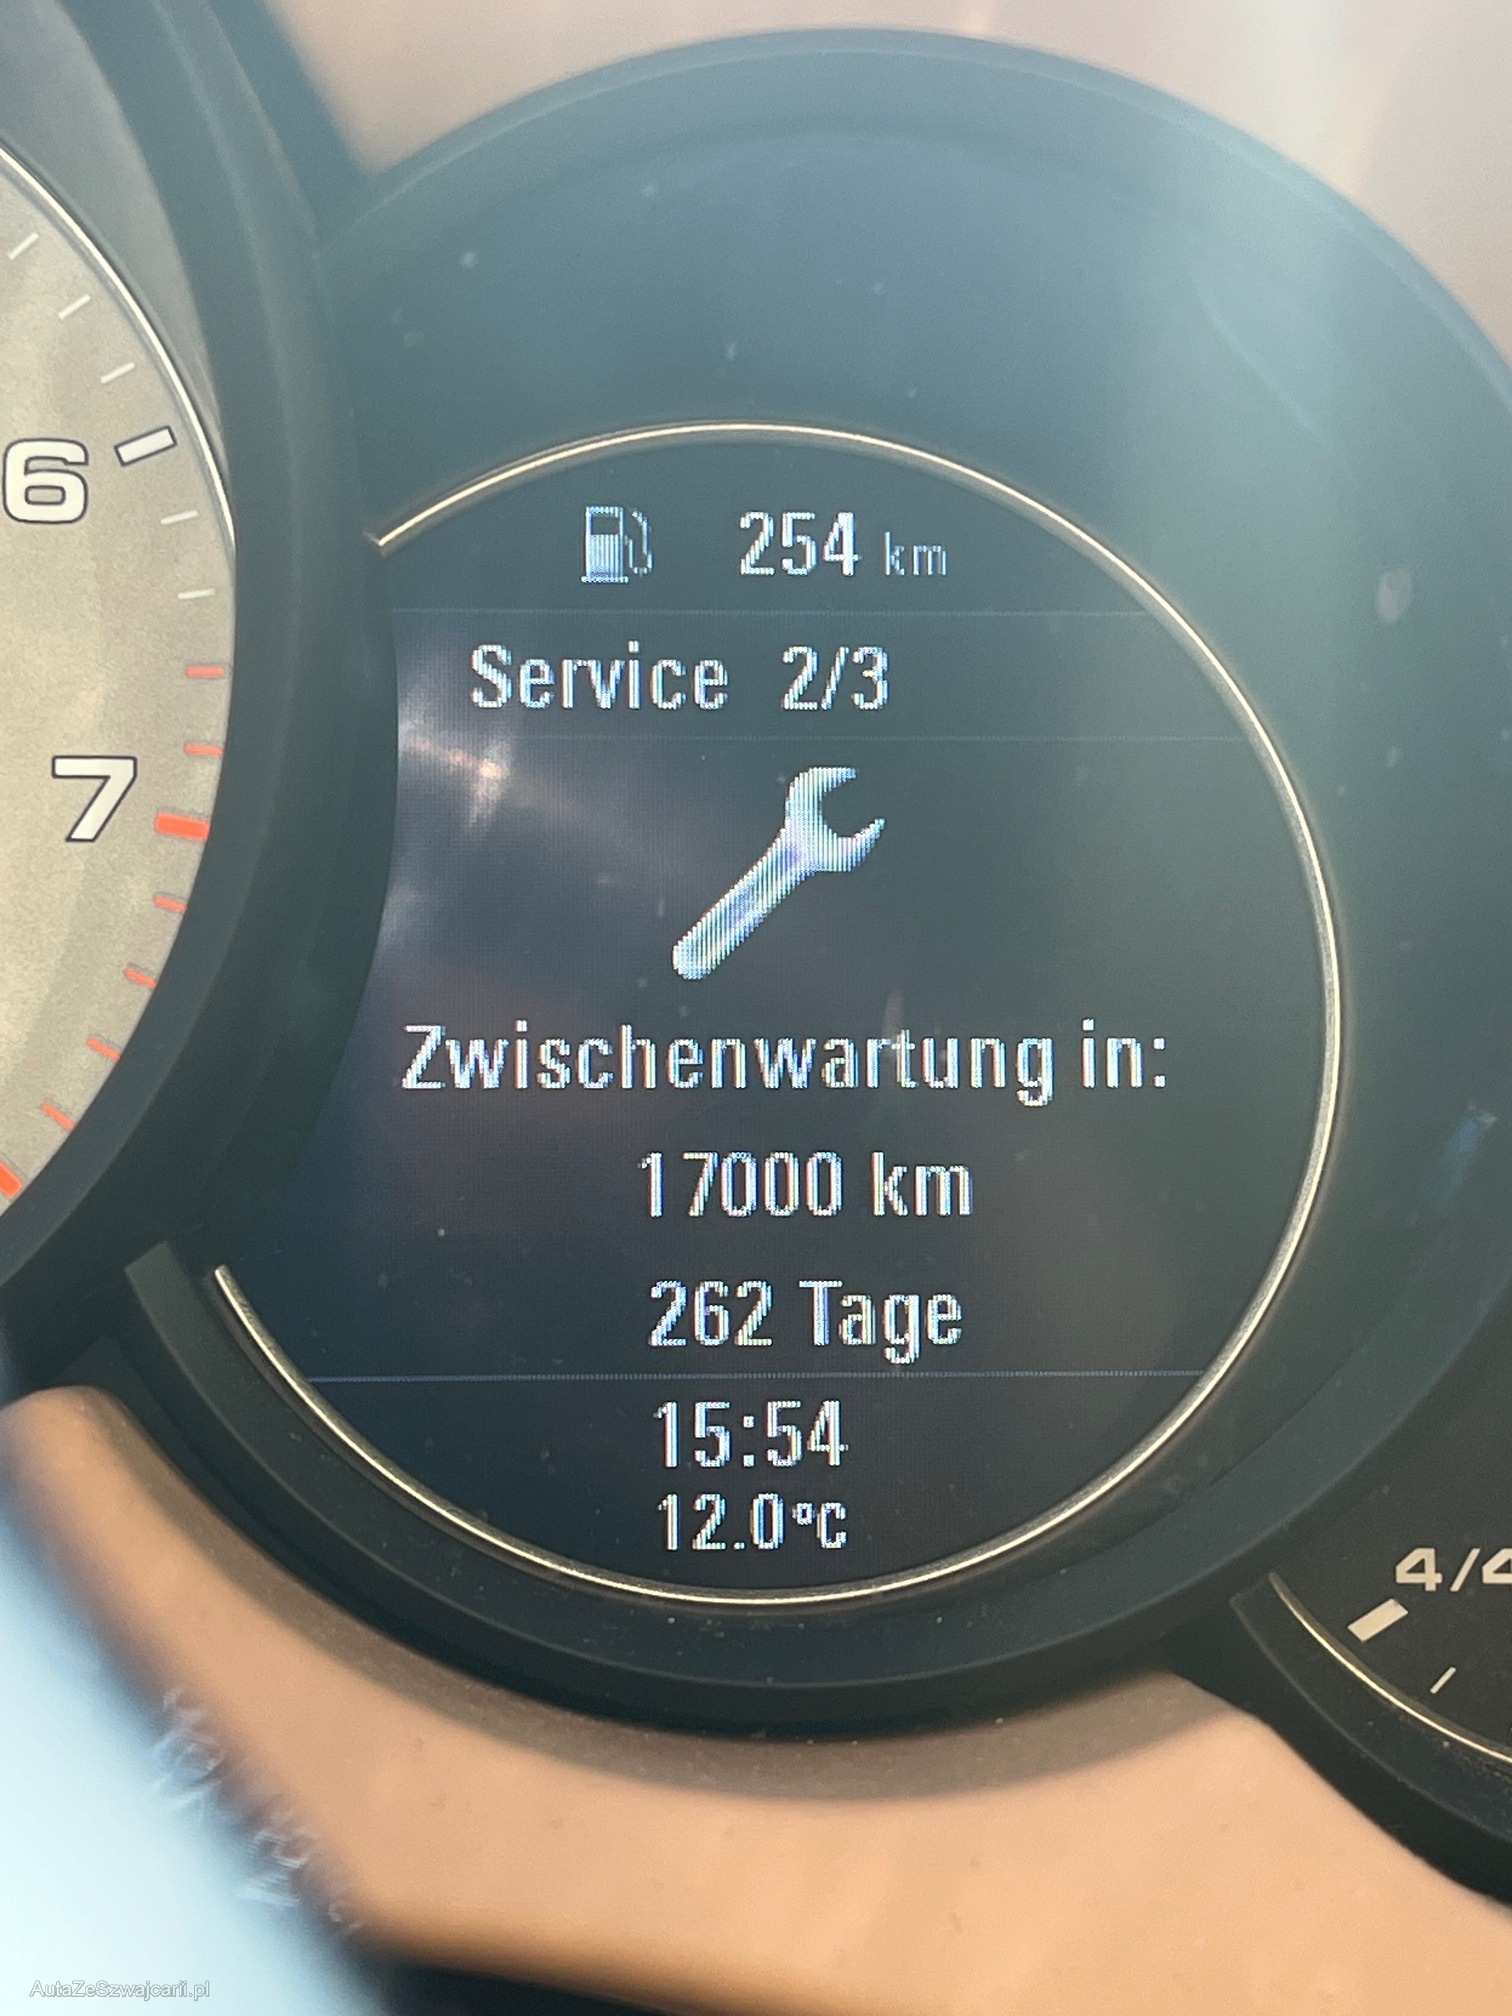 6
7
254 km
Service 2/3
Zwischenwartung in:
17000 km
262 Tage
15:54
12.0°C
4/4
AutaZeSzwajcarii.pl